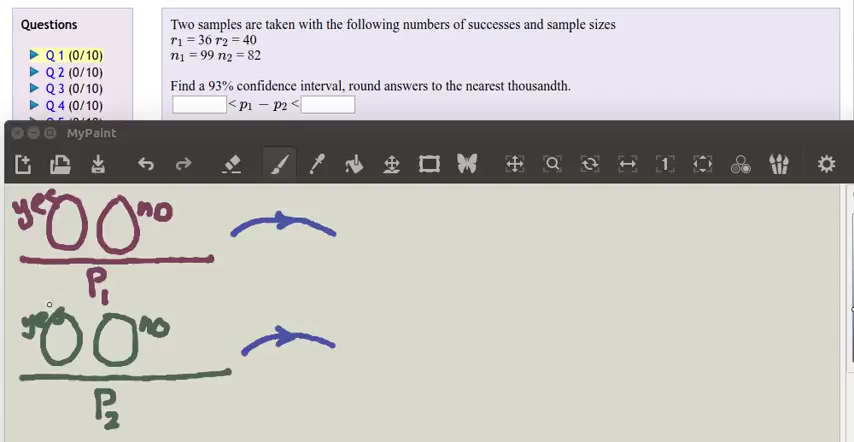 Questions
Q 1 (0/10)
Q 2 (0/10)
Q 3 (0/10)
Q 4 (0/10)
Two samples are taken with the following numbers of successes and sample sizes
r₁ = 36 r₂ = 40
n₁ = 99 n₂ = 82
Find a 93% confidence interval, round answers to the nearest thousandth.
< p₁ − p₂ <
MyPaint
1
yes no
P₁
yes no
P₂